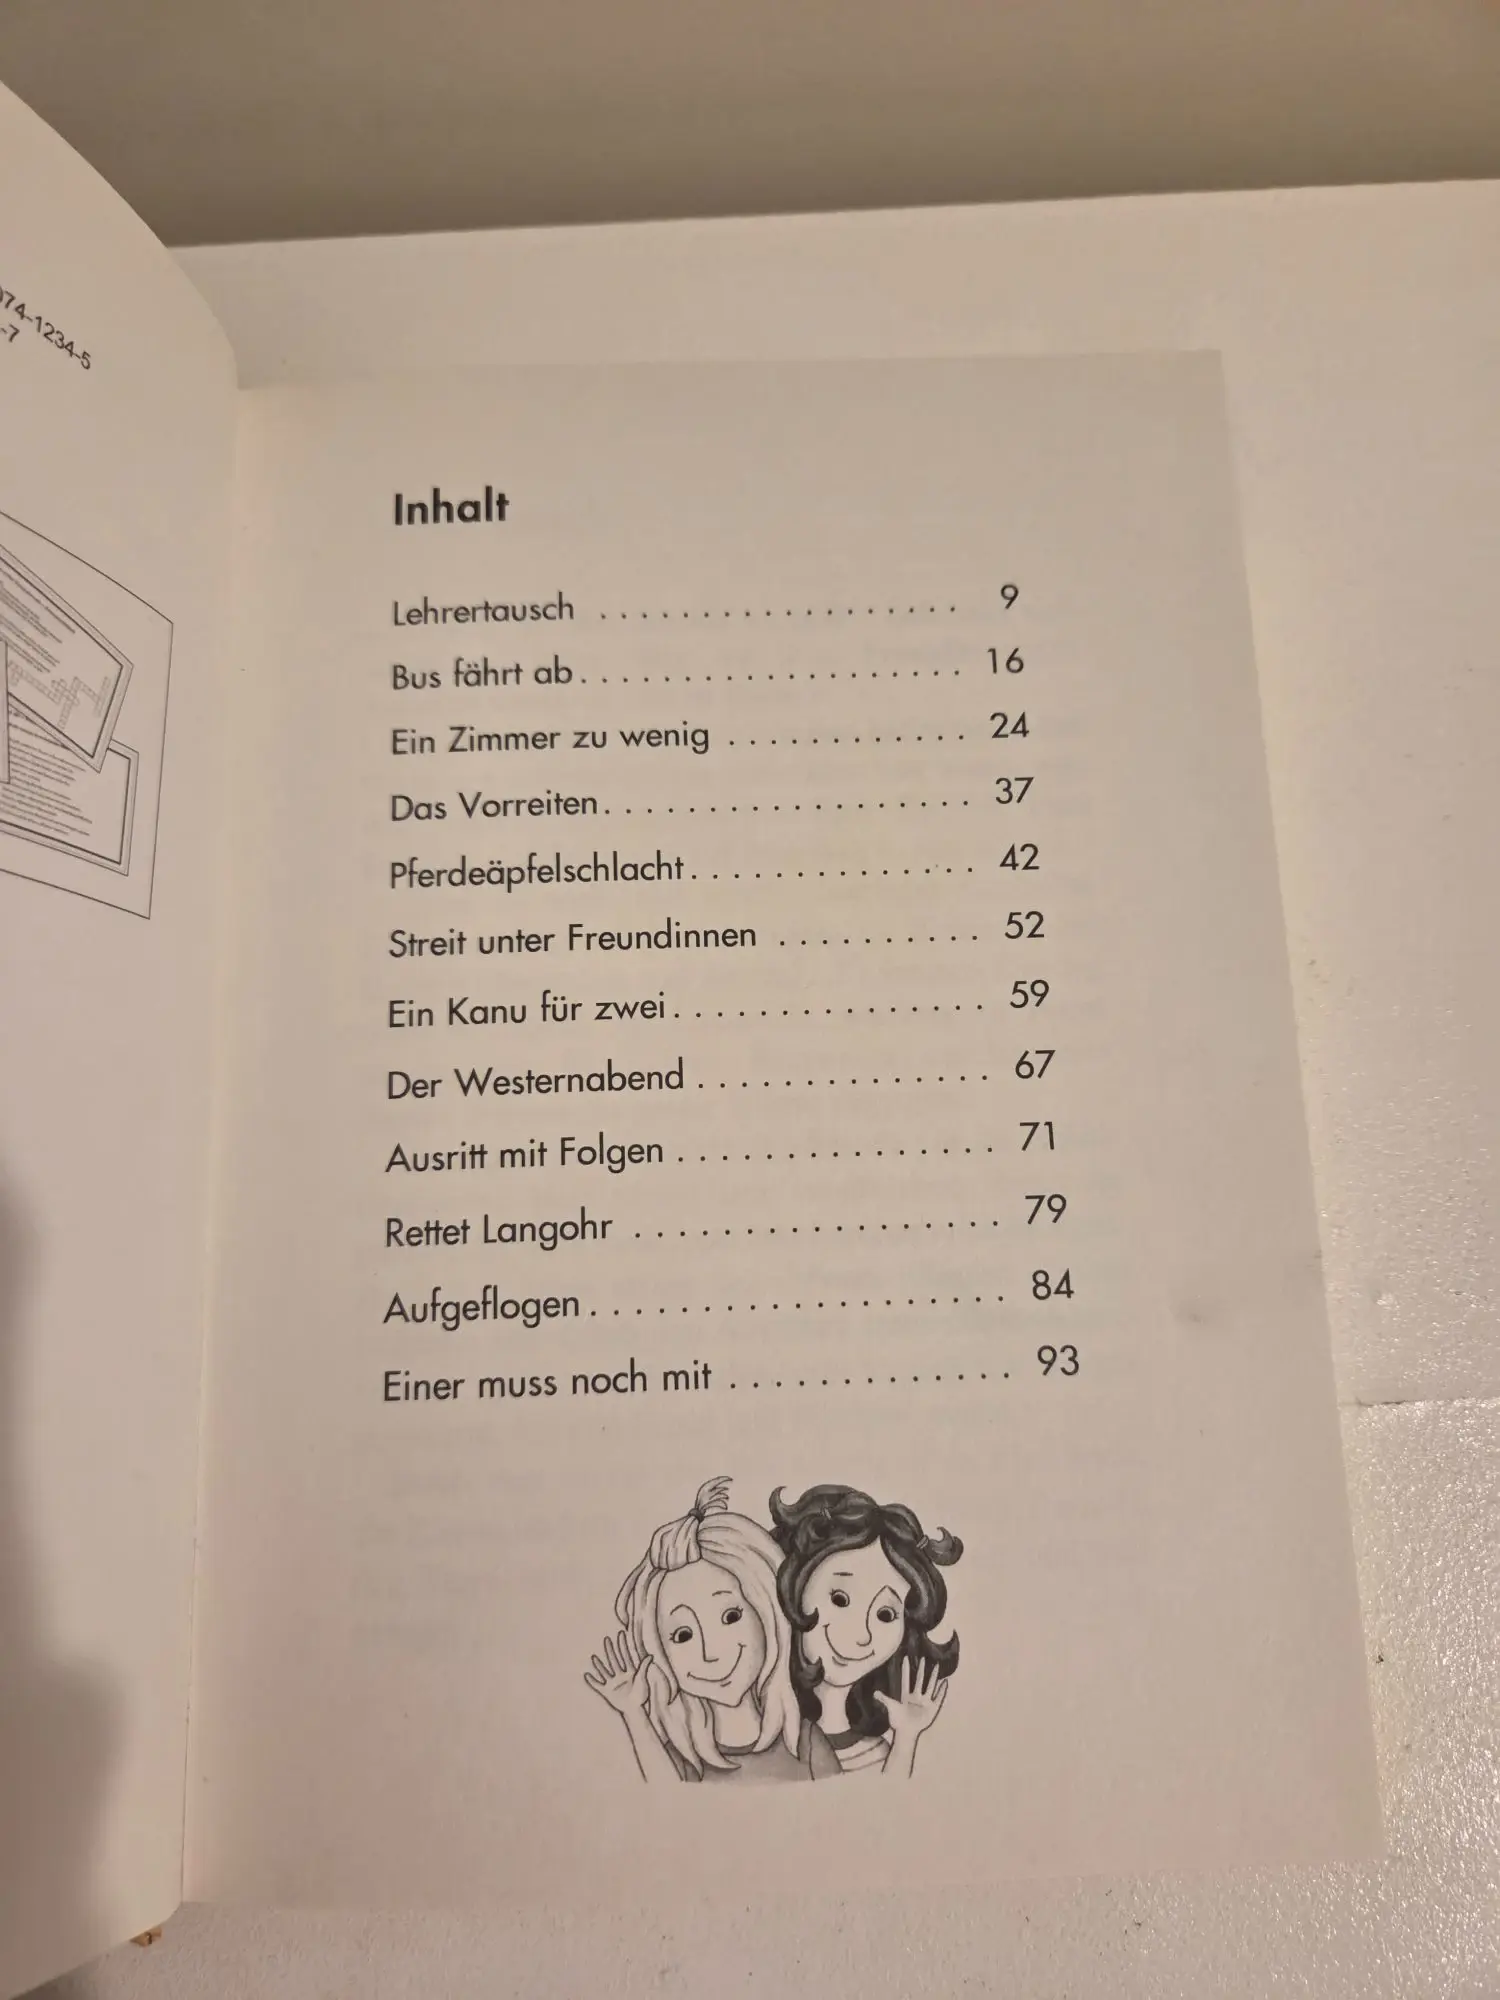 074-1234-5
-7
Inhalt
Lehrertausch . . . . . . . . . . . . . . . . . . 9
Bus fährt ab . . . . . . . . . . . . . . . . . . . 16
Ein Zimmer zu wenig . . . . . . . . . . . . 24
Das Vorreiten . . . . . . . . . . . . . . . . . . 37
Pferdeäpfelschlacht . . . . . . . . . . . . . . 42
Streit unter Freundinnen . . . . . . . . . . 52
Ein Kanu für zwei . . . . . . . . . . . . . . . 59
Der Westernabend . . . . . . . . . . . . . . 67
Ausritt mit Folgen . . . . . . . . . . . . . . . 71
Rettet Langohr . . . . . . . . . . . . . . . . . 79
Aufgeflogen . . . . . . . . . . . . . . . . . . . 84
Einer muss noch mit . . . . . . . . . . . . . 93